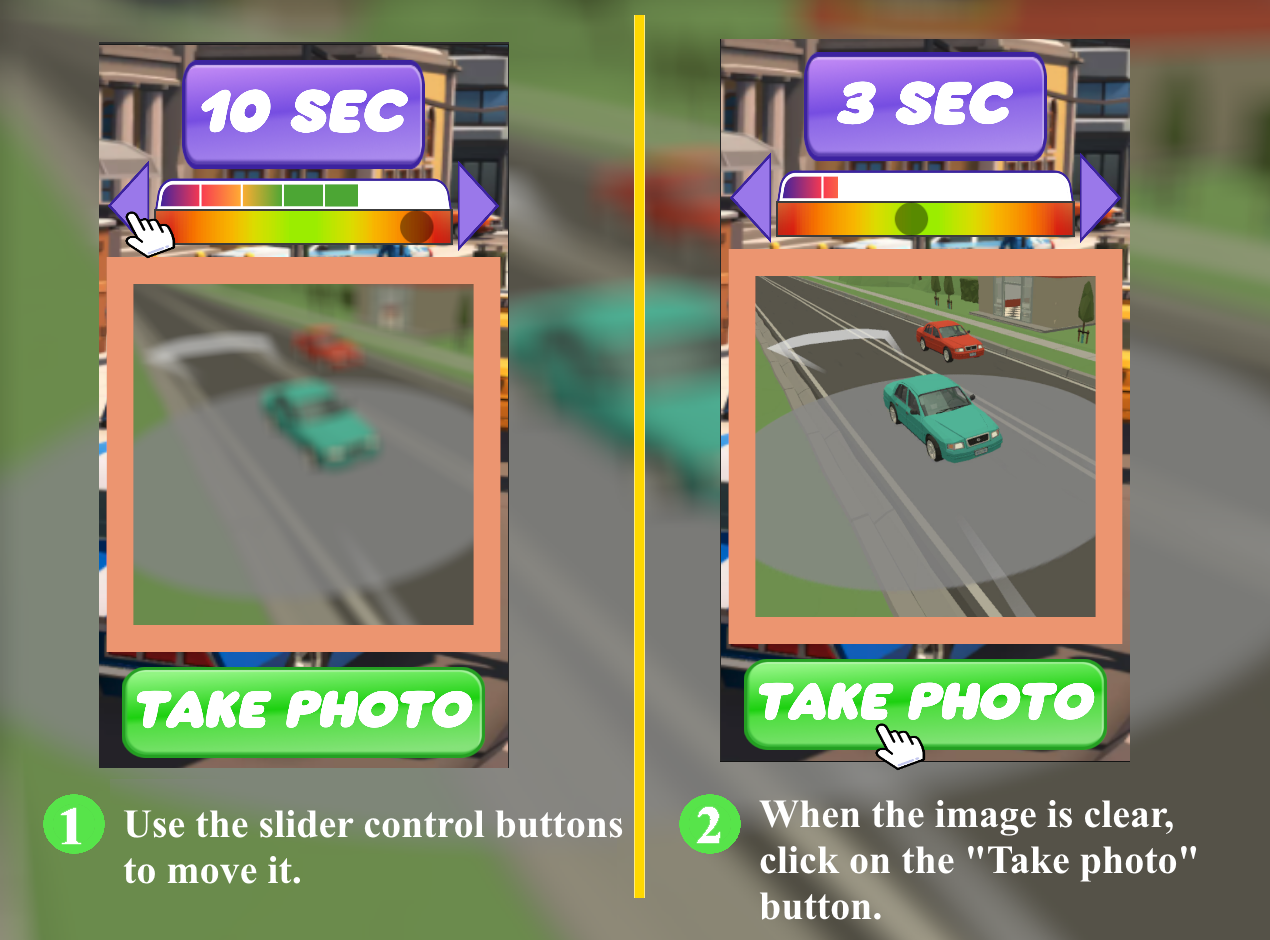 10 SEC
TAKE PHOTO
1
Use the slider control buttons
to move it.
3 SEC
TAKE PHOTO
2
When the image is clear,
click on the "Take photo"
button.